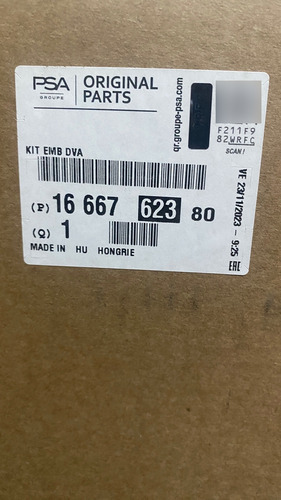 PSA
GROUPE
ORIGINAL
PARTS
qr.groupe-psa.com
F211F9
82WRFG
SCAN!
KIT EMB DVA
(P) 16 667 623 80
(Q) 1
MADE IN HU HONGRIE
VE 23/11/2023 - 9:25
EAC